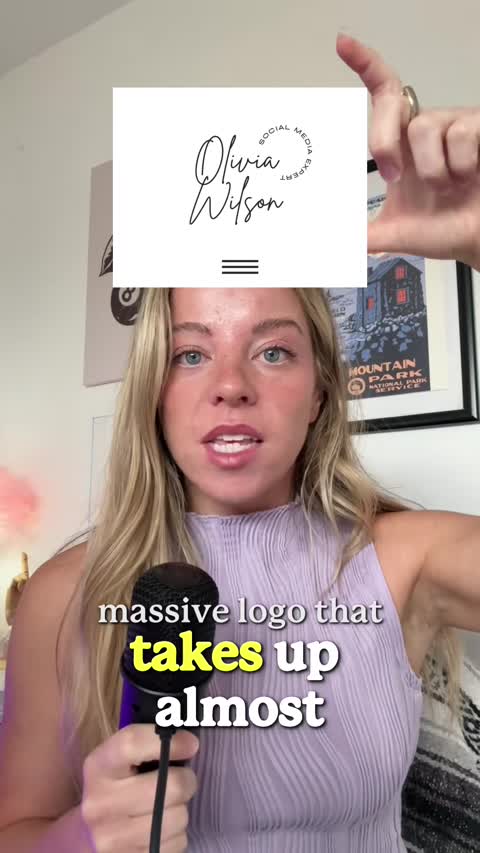 SOCIAL MEDIA EXPERT
Olivia
Wilson
MOUNTAIN
PARK
NATIONAL PARK
SERVICE
massive logo that
takes up
almost